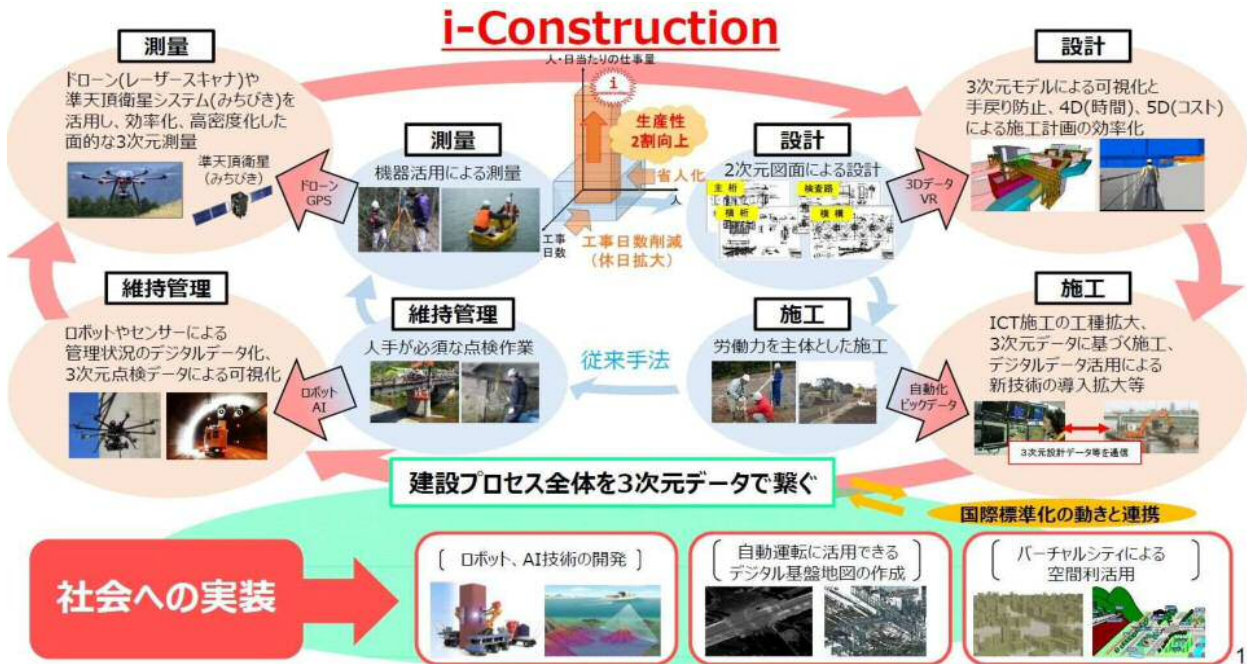 i-Construction
測量
ドローン(レーザースキャナ)や
準天頂衛星システム(みちびき)を
活用し、効率化、高密度化した
面的な3次元測量
準天頂衛星
(みちびき)
ドローン
GPS
測量
機器活用による測量
人・日当たりの仕事量
i
生産性
2割向上
省人化
人
工事
日数
工事日数削減
(休日拡大)
設計
2次元図面による設計
主桁
検査路
横桁
横構
3Dデータ
VR
設計
3次元モデルによる可視化と
手戻り防止、4D(時間)、5D(コスト)
による施工計画の効率化
維持管理
ロボットやセンサーによる
管理状況のデジタルデータ化、
3次元点検データによる可視化
ロボット
AI
維持管理
人手が必須な点検作業
従来手法
施工
労働力を主体とした施工
自動化
ビックデータ
施工
ICT施工の工種拡大、
3次元データに基づく施工、
デジタルデータ活用による
新技術の導入拡大等
3次元設計データ等を通信
建設プロセス全体を3次元データで繋ぐ
国際標準化の動きと連携
社会への実装
ロボット、AI技術の開発
自動運転に活用できる
デジタル基盤地図の作成
バーチャルシティによる
空間利活用
1